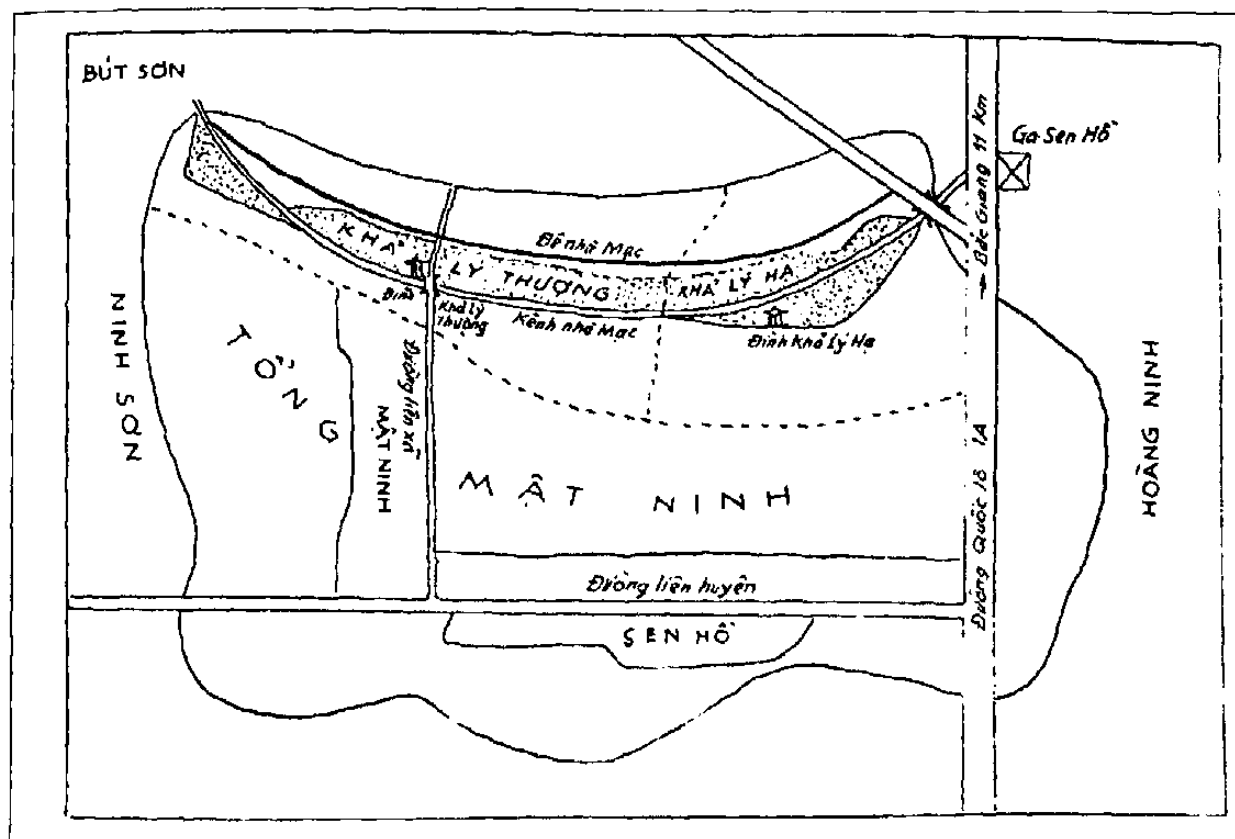 BÚT SƠN
Bắc Giang 11 Km
Ga Sen Hồ
KHẢ LÝ THƯỢNG
Đê nhà Mạc
KHẢ LÝ HẠ
Đình
Khả Lý
Thượng
Kênh nhà Mạc
Đình Khả Lý Hạ
NINH SƠN
TỔNG
MẬT NINH
Đường liên xã
MẬT NINH
HOÀNG NINH
Đường Quốc lộ 1A
Đường liên huyện
SEN HỒ